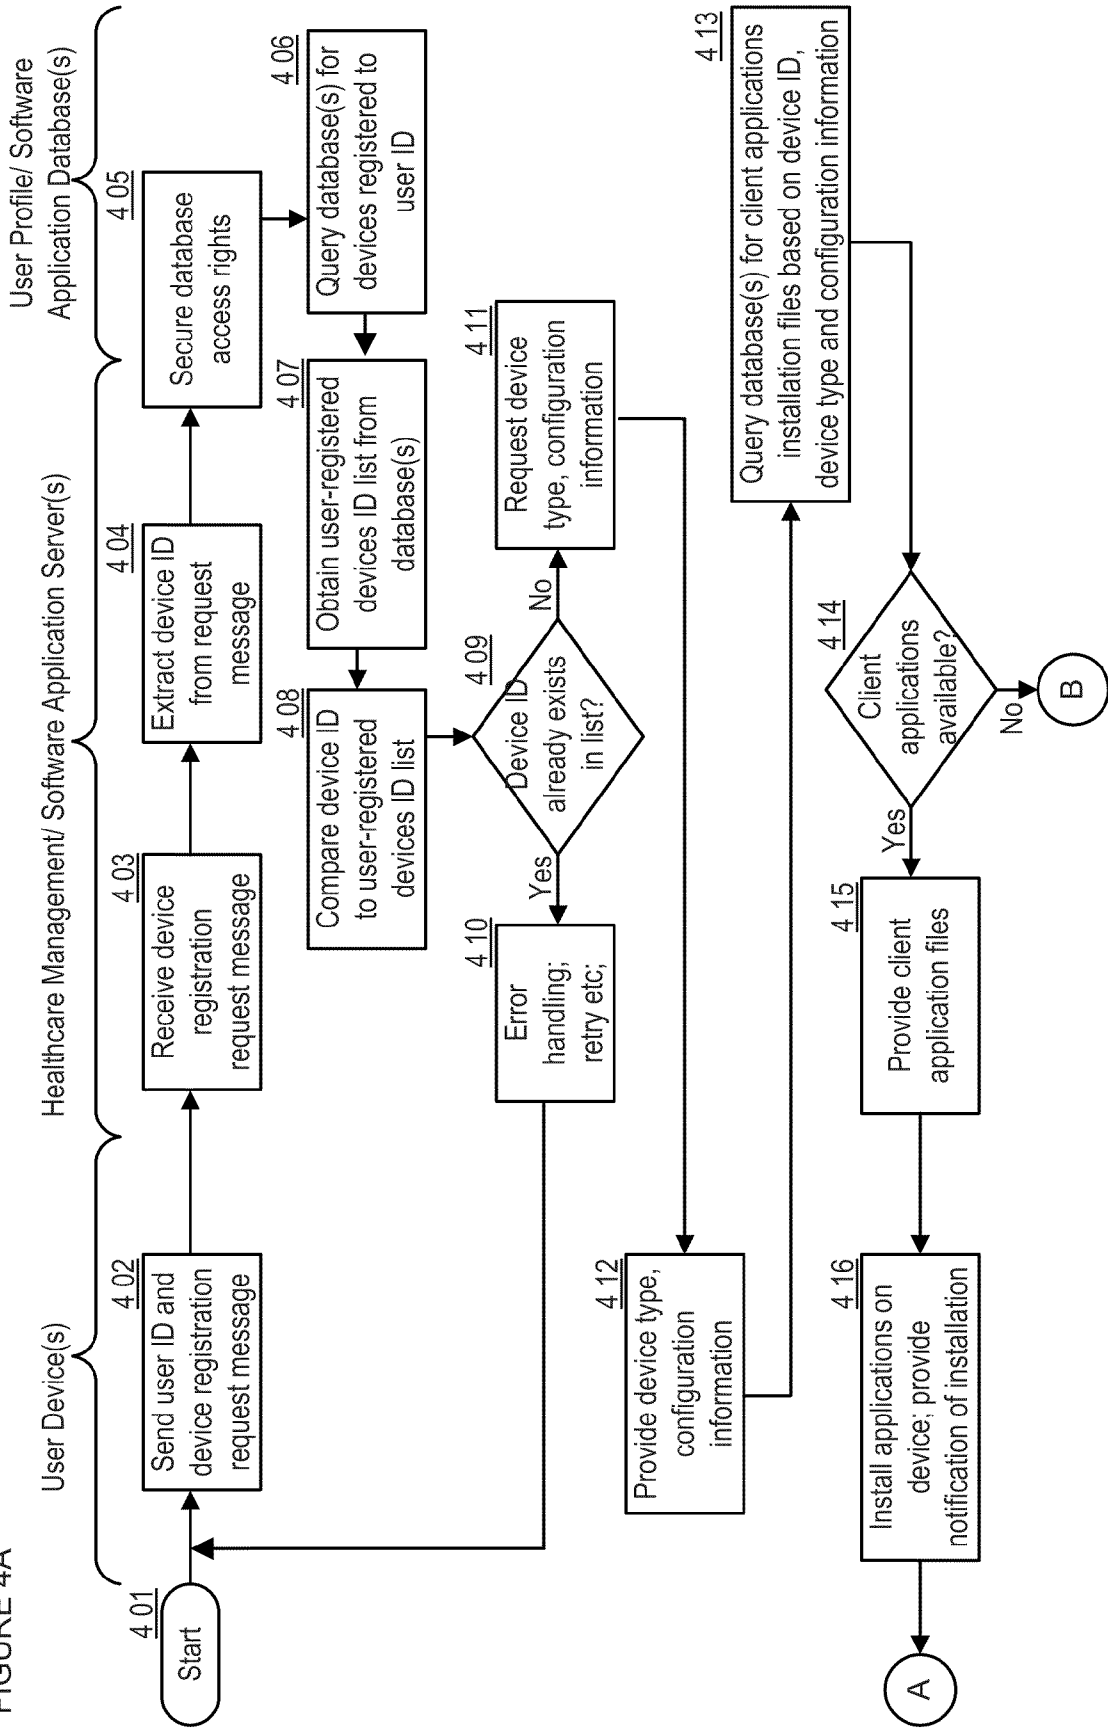 FIGURE 4A
User Device(s)
Healthcare Management/ Software Application Server(s)
User Profile/ Software
Application Database(s)
4 01
Start
4 02
Send user ID and
device registration
request message
4 03
Receive device
registration
request message
4 04
Extract device ID
from request
message
4 05
Secure database
access rights
4 06
Query database(s) for
devices registered to
user ID
4 07
Obtain user-registered
devices ID list from
database(s)
4 08
Compare device ID
to user-registered
devices ID list
4 09
Device ID
already exists
in list?
Yes
No
4 10
Error
handling;
retry etc;
4 11
Request device
type, configuration
information
4 12
Provide device type,
configuration
information
4 13
Query database(s) for client applications
installation files based on device ID,
device type and configuration information
4 14
Client
applications
available?
Yes
No
B
4 15
Provide client
application files
4 16
Install applications on
device; provide
notification of installation
A